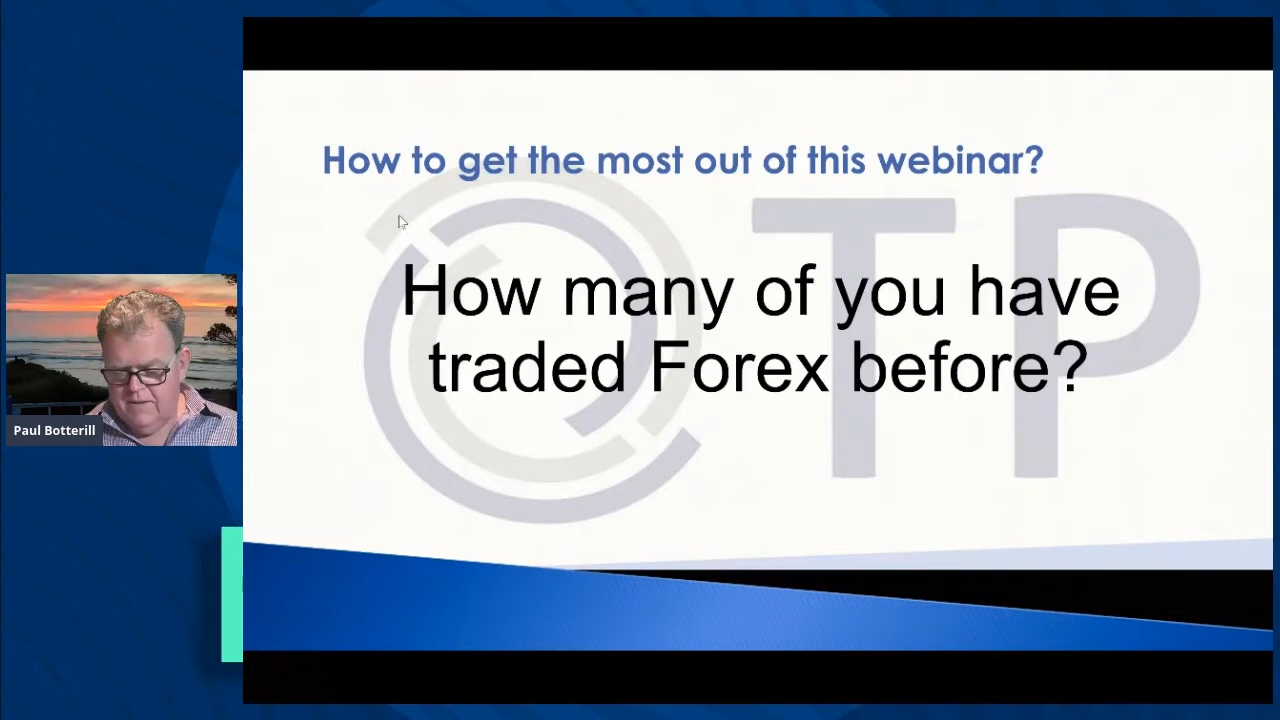 How to get the most out of this webinar?
TP
How many of you have
traded Forex before?
Paul Botterill